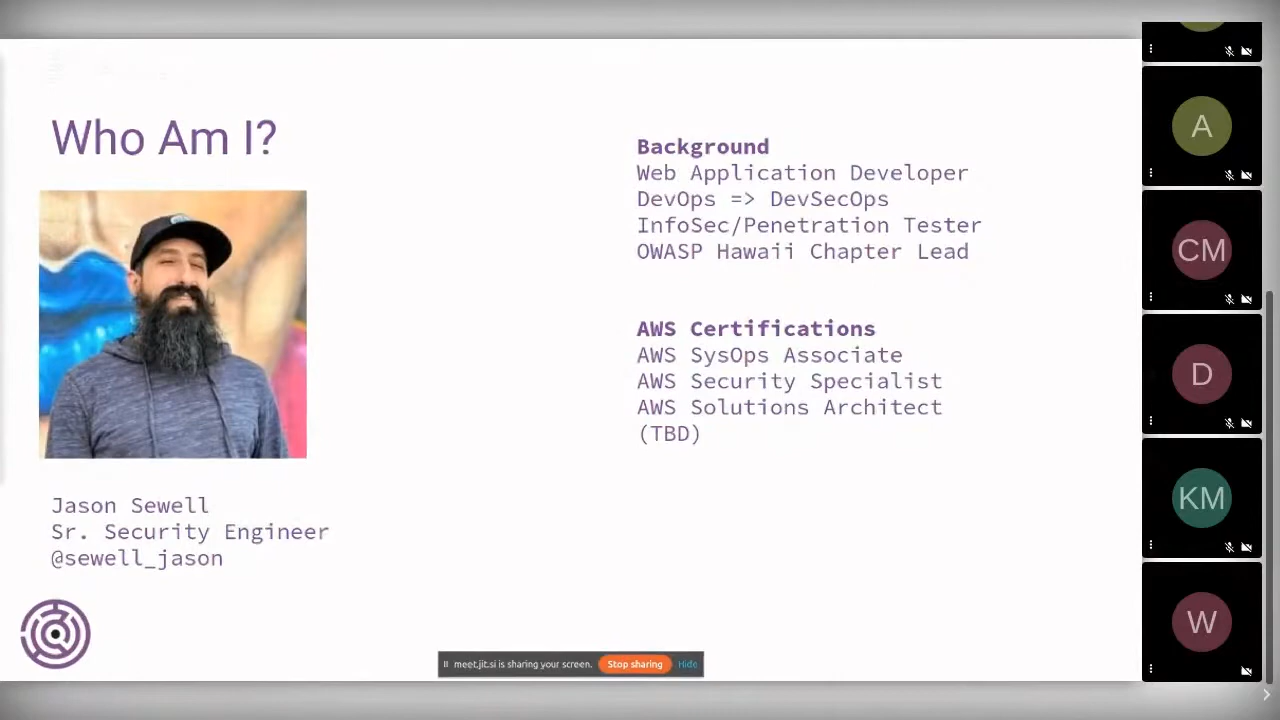 Who Am I?
Jason Sewell
Sr. Security Engineer
@sewell_jason
Background
Web Application Developer
DevOps => DevSecOps
InfoSec/Penetration Tester
OWASP Hawaii Chapter Lead
AWS Certifications
AWS SysOps Associate
AWS Security Specialist
AWS Solutions Architect
(TBD)
meet.jit.si is sharing your screen. Stop sharing Hide
A
CM
D
KM
W